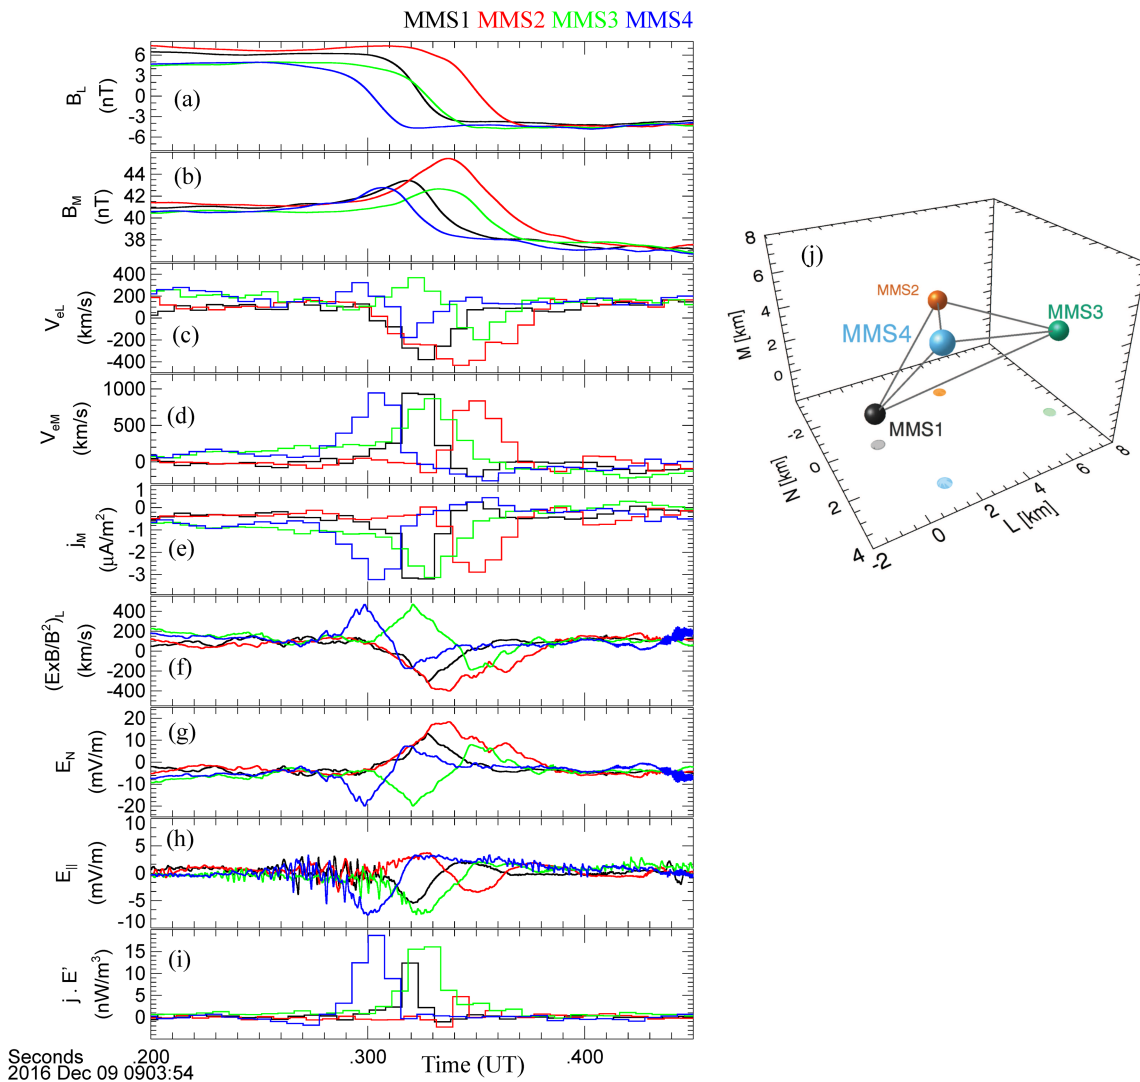 MMS1 MMS2 MMS3 MMS4
6
3
0
-3
-6
B_L
(nT)
(a)
44
42
40
38
B_M
(nT)
(b)
400
200
0
-200
-400
V_eL
(km/s)
(c)
1000
500
0
V_eM
(km/s)
(d)
1
0
-1
-2
-3
j_M
(μA/m²)
(e)
400
200
0
-200
-400
(ExB/B²)_L
(km/s)
(f)
20
10
0
-10
-20
E_N
(mV/m)
(g)
10
5
0
-5
-10
E_||
(mV/m)
(h)
15
10
5
0
j . E'
(nW/m³)
(i)
.200 .300 .400
Time (UT)
Seconds
2016 Dec 09 0903:54
(j)
8
6
4
2
0
M [km]
MMS2
MMS3
MMS4
MMS1
-2
0
2
4
N [km]
-2
0
2
4
6
8
L [km]